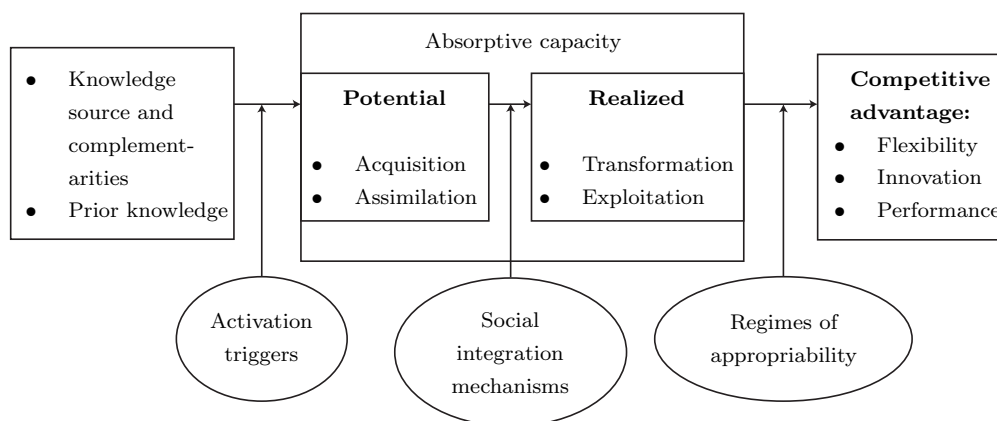 Absorptive capacity
● Knowledge
source and
complement-
arities
● Prior knowledge
Potential
● Acquisition
● Assimilation
Realized
● Transformation
● Exploitation
Competitive
advantage:
● Flexibility
● Innovation
● Performance
Activation
triggers
Social
integration
mechanisms
Regimes of
appropriability